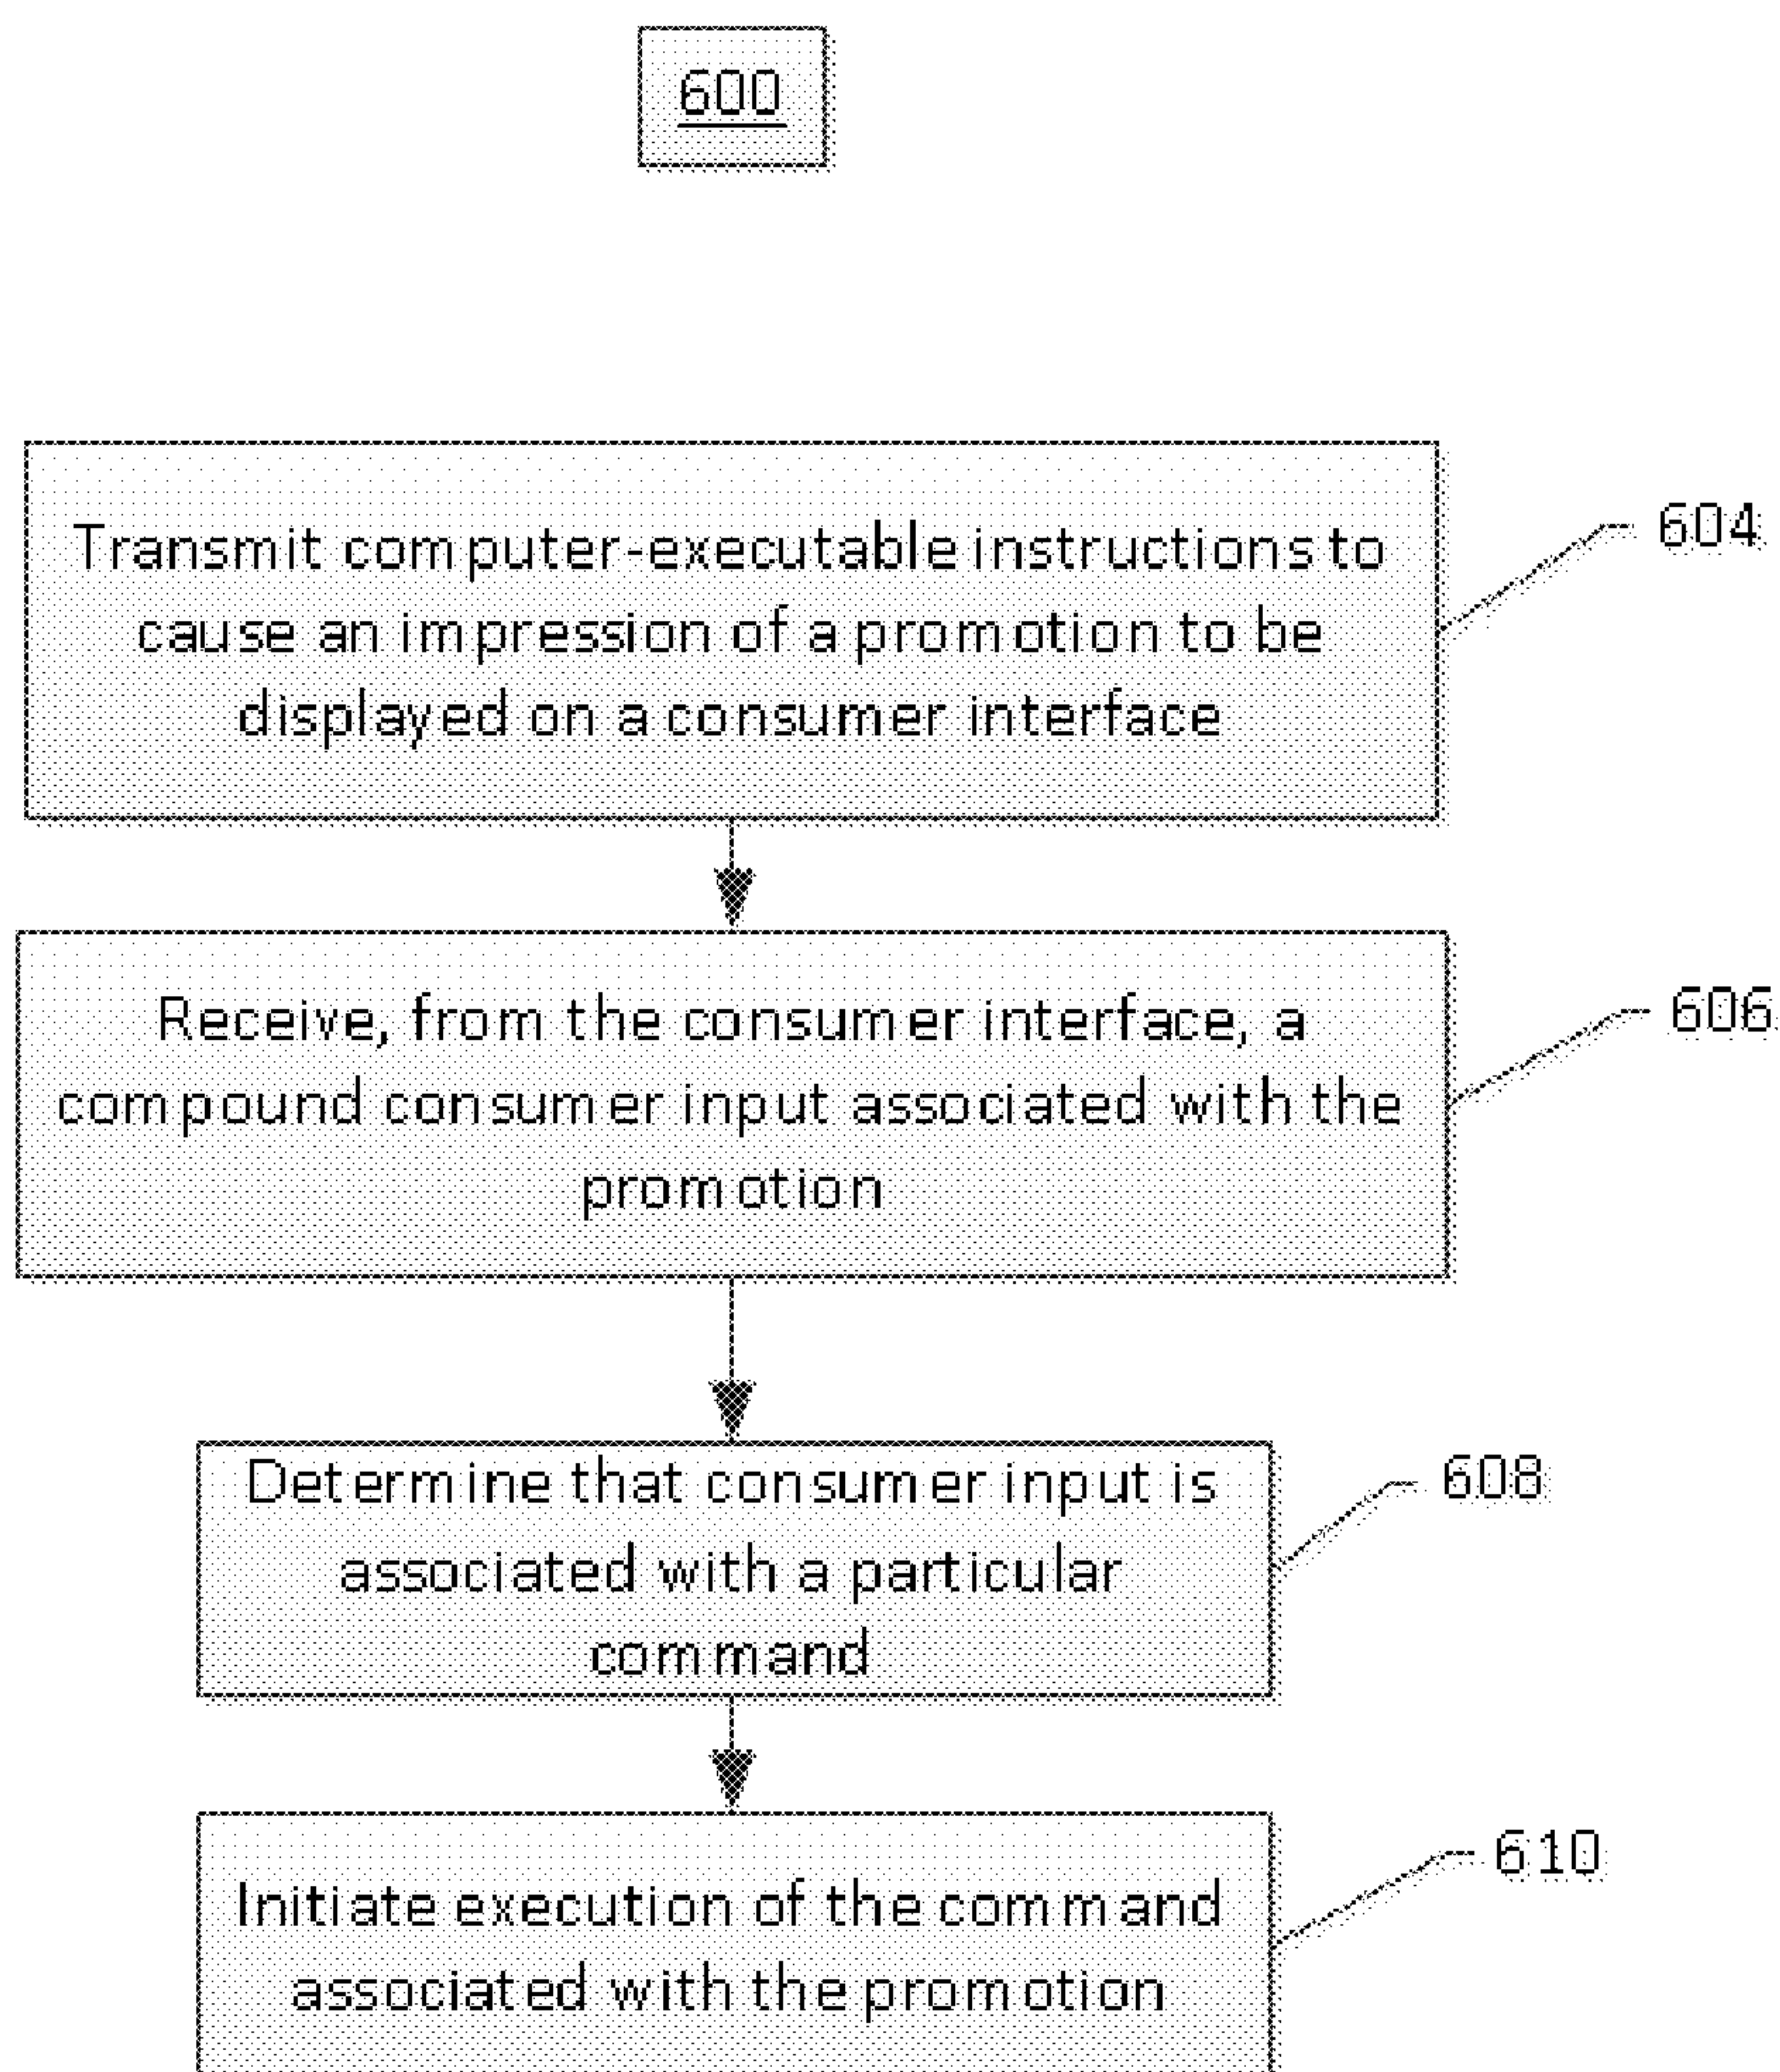 600
Transmit computer-executable instructions to
cause an impression of a promotion to be
displayed on a consumer interface
604
Receive, from the consumer interface, a
compound consumer input associated with the
promotion
606
Determine that consumer input is
associated with a particular
command
608
Initiate execution of the command
associated with the promotion
610